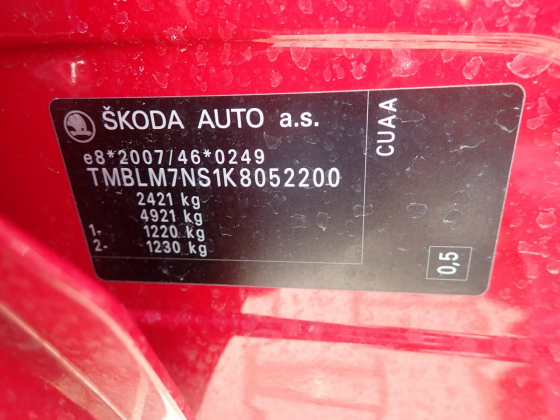 ŠKODA AUTO a.s.
e8*2007/46*0249
TMBLM7NS1K8052200
2421 kg
4921 kg
1- 1220 kg
2- 1230 kg
CUAA
0,5